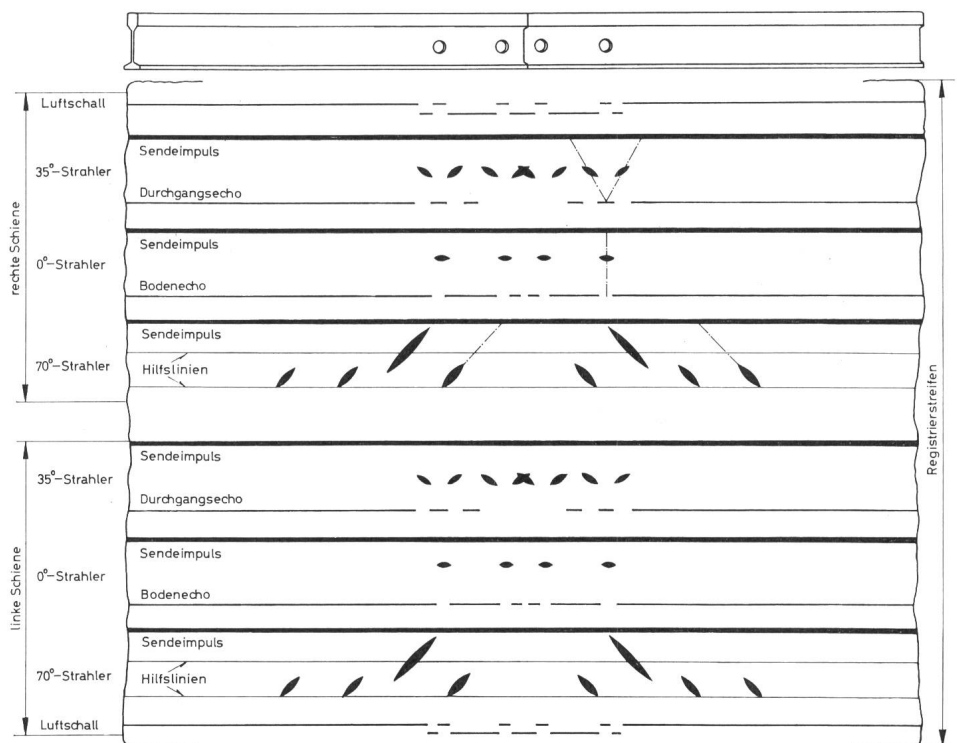 Luftschall
Sendeimpuls
35°-Strahler
Durchgangsecho
Sendeimpuls
0°-Strahler
Bodenecho
Sendeimpuls
70°-Strahler
Hilfslinien
rechte Schiene
Registrierstreifen
Sendeimpuls
35°-Strahler
Durchgangsecho
Sendeimpuls
0°-Strahler
Bodenecho
Sendeimpuls
70°-Strahler
Hilfslinien
Luftschall
linke Schiene